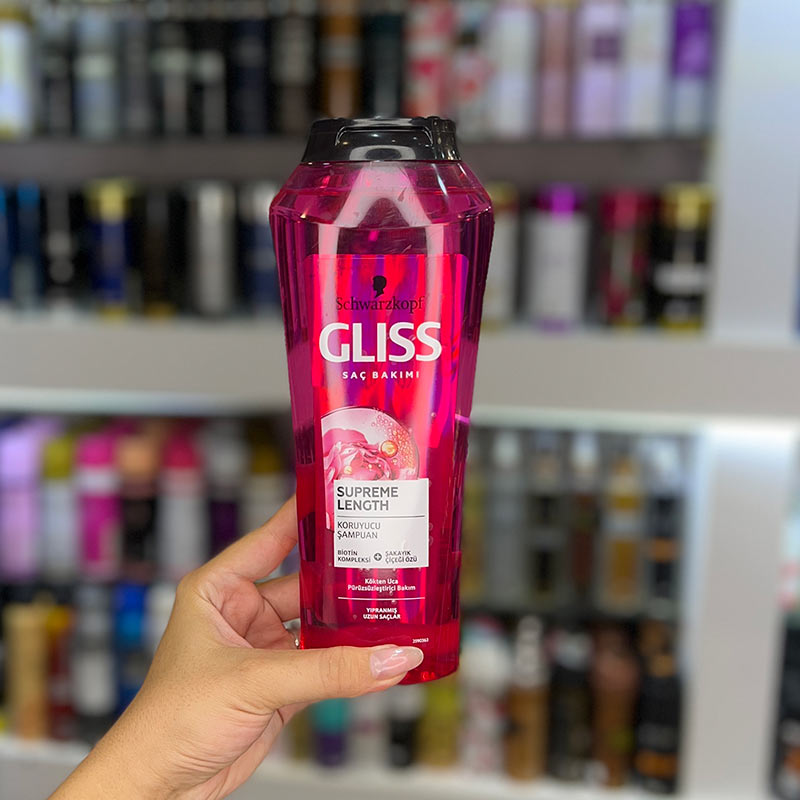 Schwarzkopf
GLISS
SAÇ BAKIMI
SUPREME
LENGTH
KORUYUCU
ŞAMPUAN
BİOTİN
KOMPLEKSİ + ŞAKAYIK
ÇİÇEĞİ ÖZÜ
Kökten Uca
Pürüzsüzleştirici Bakım
YIPRANMIŞ
UZUN SAÇLAR
2590362